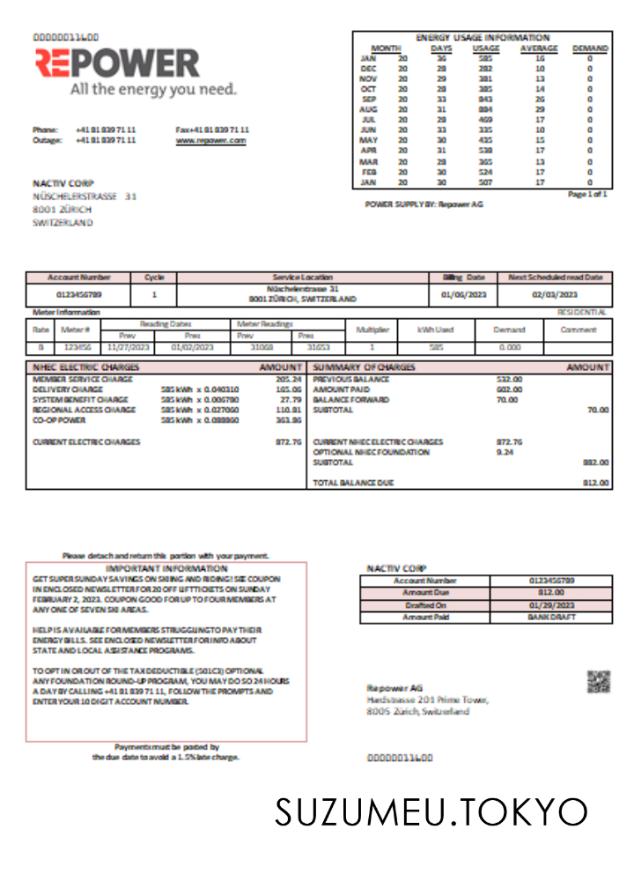 00000011600
REPOWER
All the energy you need.
Phone: +41 81 839 71 11 Fax+41 81 839 71 11
Outage: +41 81 839 71 11 www.repower.com
NACTIV CORP
NÜSCHELERSTRASSE 31
8001 ZÜRICH
SWITZERLAND
ENERGY USAGE INFORMATION
MONTH DAYS USAGE AVERAGE DEMAND
JAN 20 36 585 16 0
DEC 20 28 282 10 0
NOV 20 29 381 13 0
OCT 20 28 385 14 0
SEP 20 33 843 26 0
AUG 20 31 884 29 0
JUL 20 28 469 17 0
JUN 20 33 335 10 0
MAY 20 30 435 15 0
APR 20 31 538 17 0
MAR 20 28 365 13 0
FEB 20 30 524 17 0
JAN 20 30 507 17 0
Page 1 of 1
POWER SUPPLY BY: Repower AG
Account Number Cycle Service Location Billing Date Next Scheduled read Date
0123456789 1 Nüschelerstrasse 31 01/06/2023 02/03/2023
8001 ZÜRICH, SWITZERLAND
Meter Information RESIDENTIAL
Rate Meter # Reading Dates Meter Readings Multiplier kWh Used Demand Comment
Prev Pres Prev Pres
B 123456 11/27/2023 01/02/2023 31068 31653 1 585 0.000
NHEC ELECTRIC CHARGES AMOUNT
MEMBER SERVICE CHARGE 205.24
DELIVERY CHARGE 585 kWh x 0.040310 165.06
SYSTEM BENEFIT CHARGE 585 kWh x 0.006780 27.79
REGIONAL ACCESS CHARGE 585 kWh x 0.027060 110.81
CO-OP POWER 585 kWh x 0.088860 363.86
CURRENT ELECTRIC CHARGES 872.76
SUMMARY OF CHARGES AMOUNT
PREVIOUS BALANCE 532.00
AMOUNT PAID 602.00
BALANCE FORWARD 70.00
SUBTOTAL 70.00
CURRENT NHEC ELECTRIC CHARGES 872.76
OPTIONAL NHEC FOUNDATION 9.24
SUBTOTAL 882.00
TOTAL BALANCE DUE 812.00
Please detach and return this portion with your payment.
IMPORTANT INFORMATION
GET SUPER SUNDAY SAVINGS ON SKIING AND RIDING! SEE COUPON
IN ENCLOSED NEWSLETTER FOR 20 OFF LIFT TICKETS ON SUNDAY
FEBRUARY 2, 2023. COUPON GOOD FOR UP TO FOUR MEMBERS AT
ANY ONE OF SEVEN SKI AREAS.
HELP IS AVAILABLE FOR MEMBERS STRUGGLING TO PAY THEIR
ENERGY BILLS. SEE ENCLOSED NEWSLETTER FOR INFO ABOUT
STATE AND LOCAL ASSISTANCE PROGRAMS.
TO OPT IN OR OUT OF THE TAX DEDUCTIBLE (501C3) OPTIONAL
ANY FOUNDATION ROUND-UP PROGRAM, YOU MAY DO SO 24 HOURS
A DAY BY CALLING +41 81 839 71 11, FOLLOW THE PROMPTS AND
ENTER YOUR 10 DIGIT ACCOUNT NUMBER.
Payments must be posted by
the due date to avoid a 1.5% late charge.
NACTIV CORP
Account Number 0123456789
Amount Due 812.00
Drafted On 01/29/2023
Amount Paid BANK DRAFT
Repower AG
Hardstrasse 201 Prime Tower,
8005 Zürich, Switzerland
00000011600
SUZUMEU.TOKYO